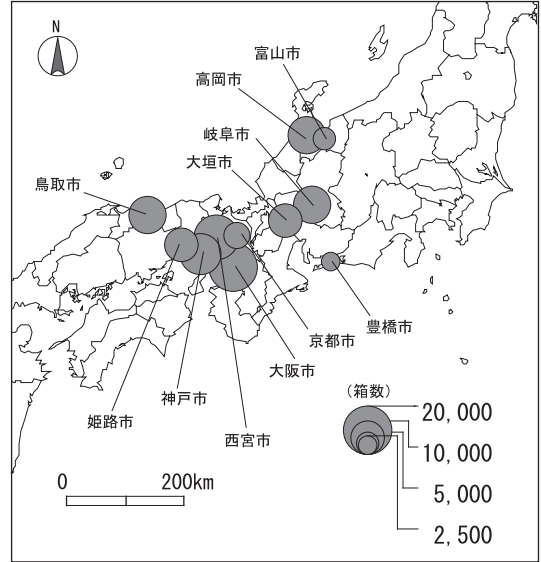 N
富山市
高岡市
岐阜市
大垣市
鳥取市
豊橋市
京都市
大阪市
神戸市
姫路市
西宮市
(箱数)
20,000
10,000
5,000
2,500
0 200km